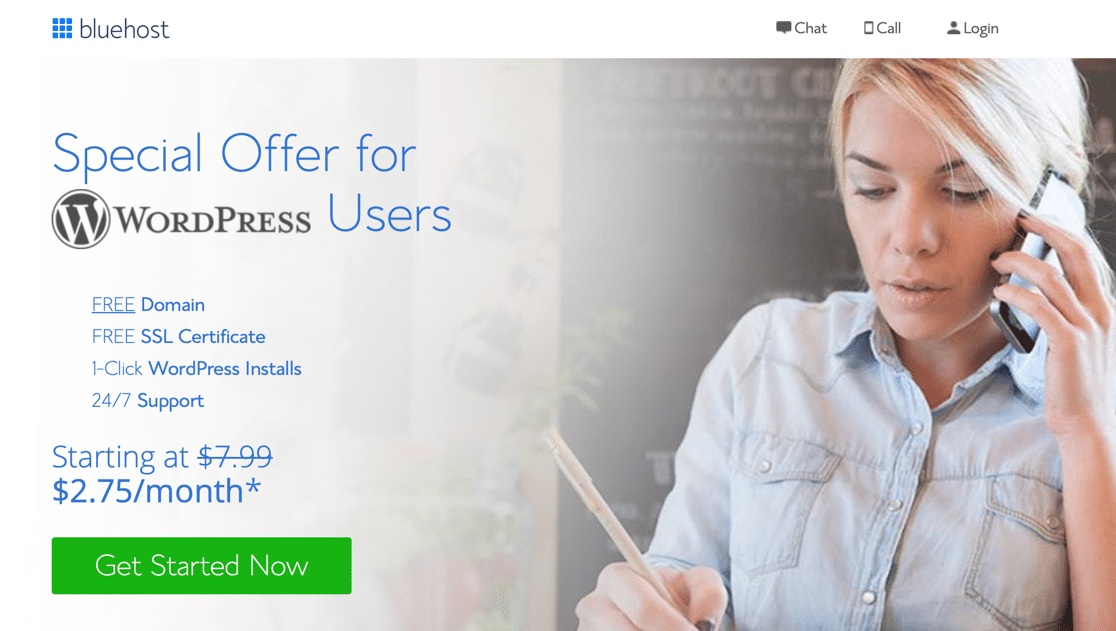 bluehost
Chat
Call
Login
Special Offer for
WORDPRESS Users
FREE Domain
FREE SSL Certificate
1-Click WordPress Installs
24/7 Support
Starting at $7.99
$2.75/month*
Get Started Now